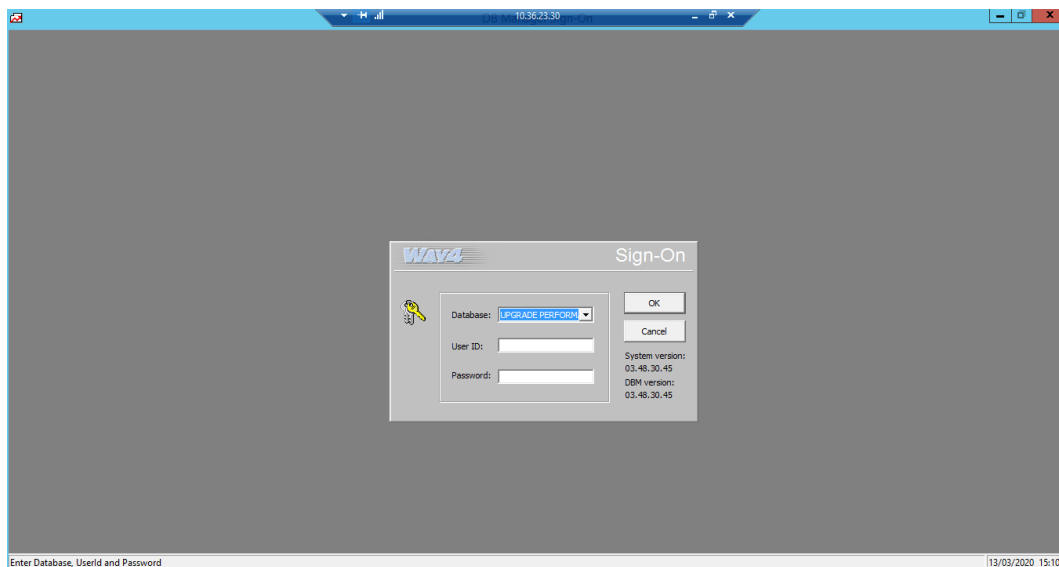 10.36.23.30
WAY4
Sign-On
Database: UPGRADE PERFORM
User ID:
Password:
OK
Cancel
System version:
03.48.30.45
DBM version:
03.48.30.45
Enter Database, UserId and Password
13/03/2020 15:10